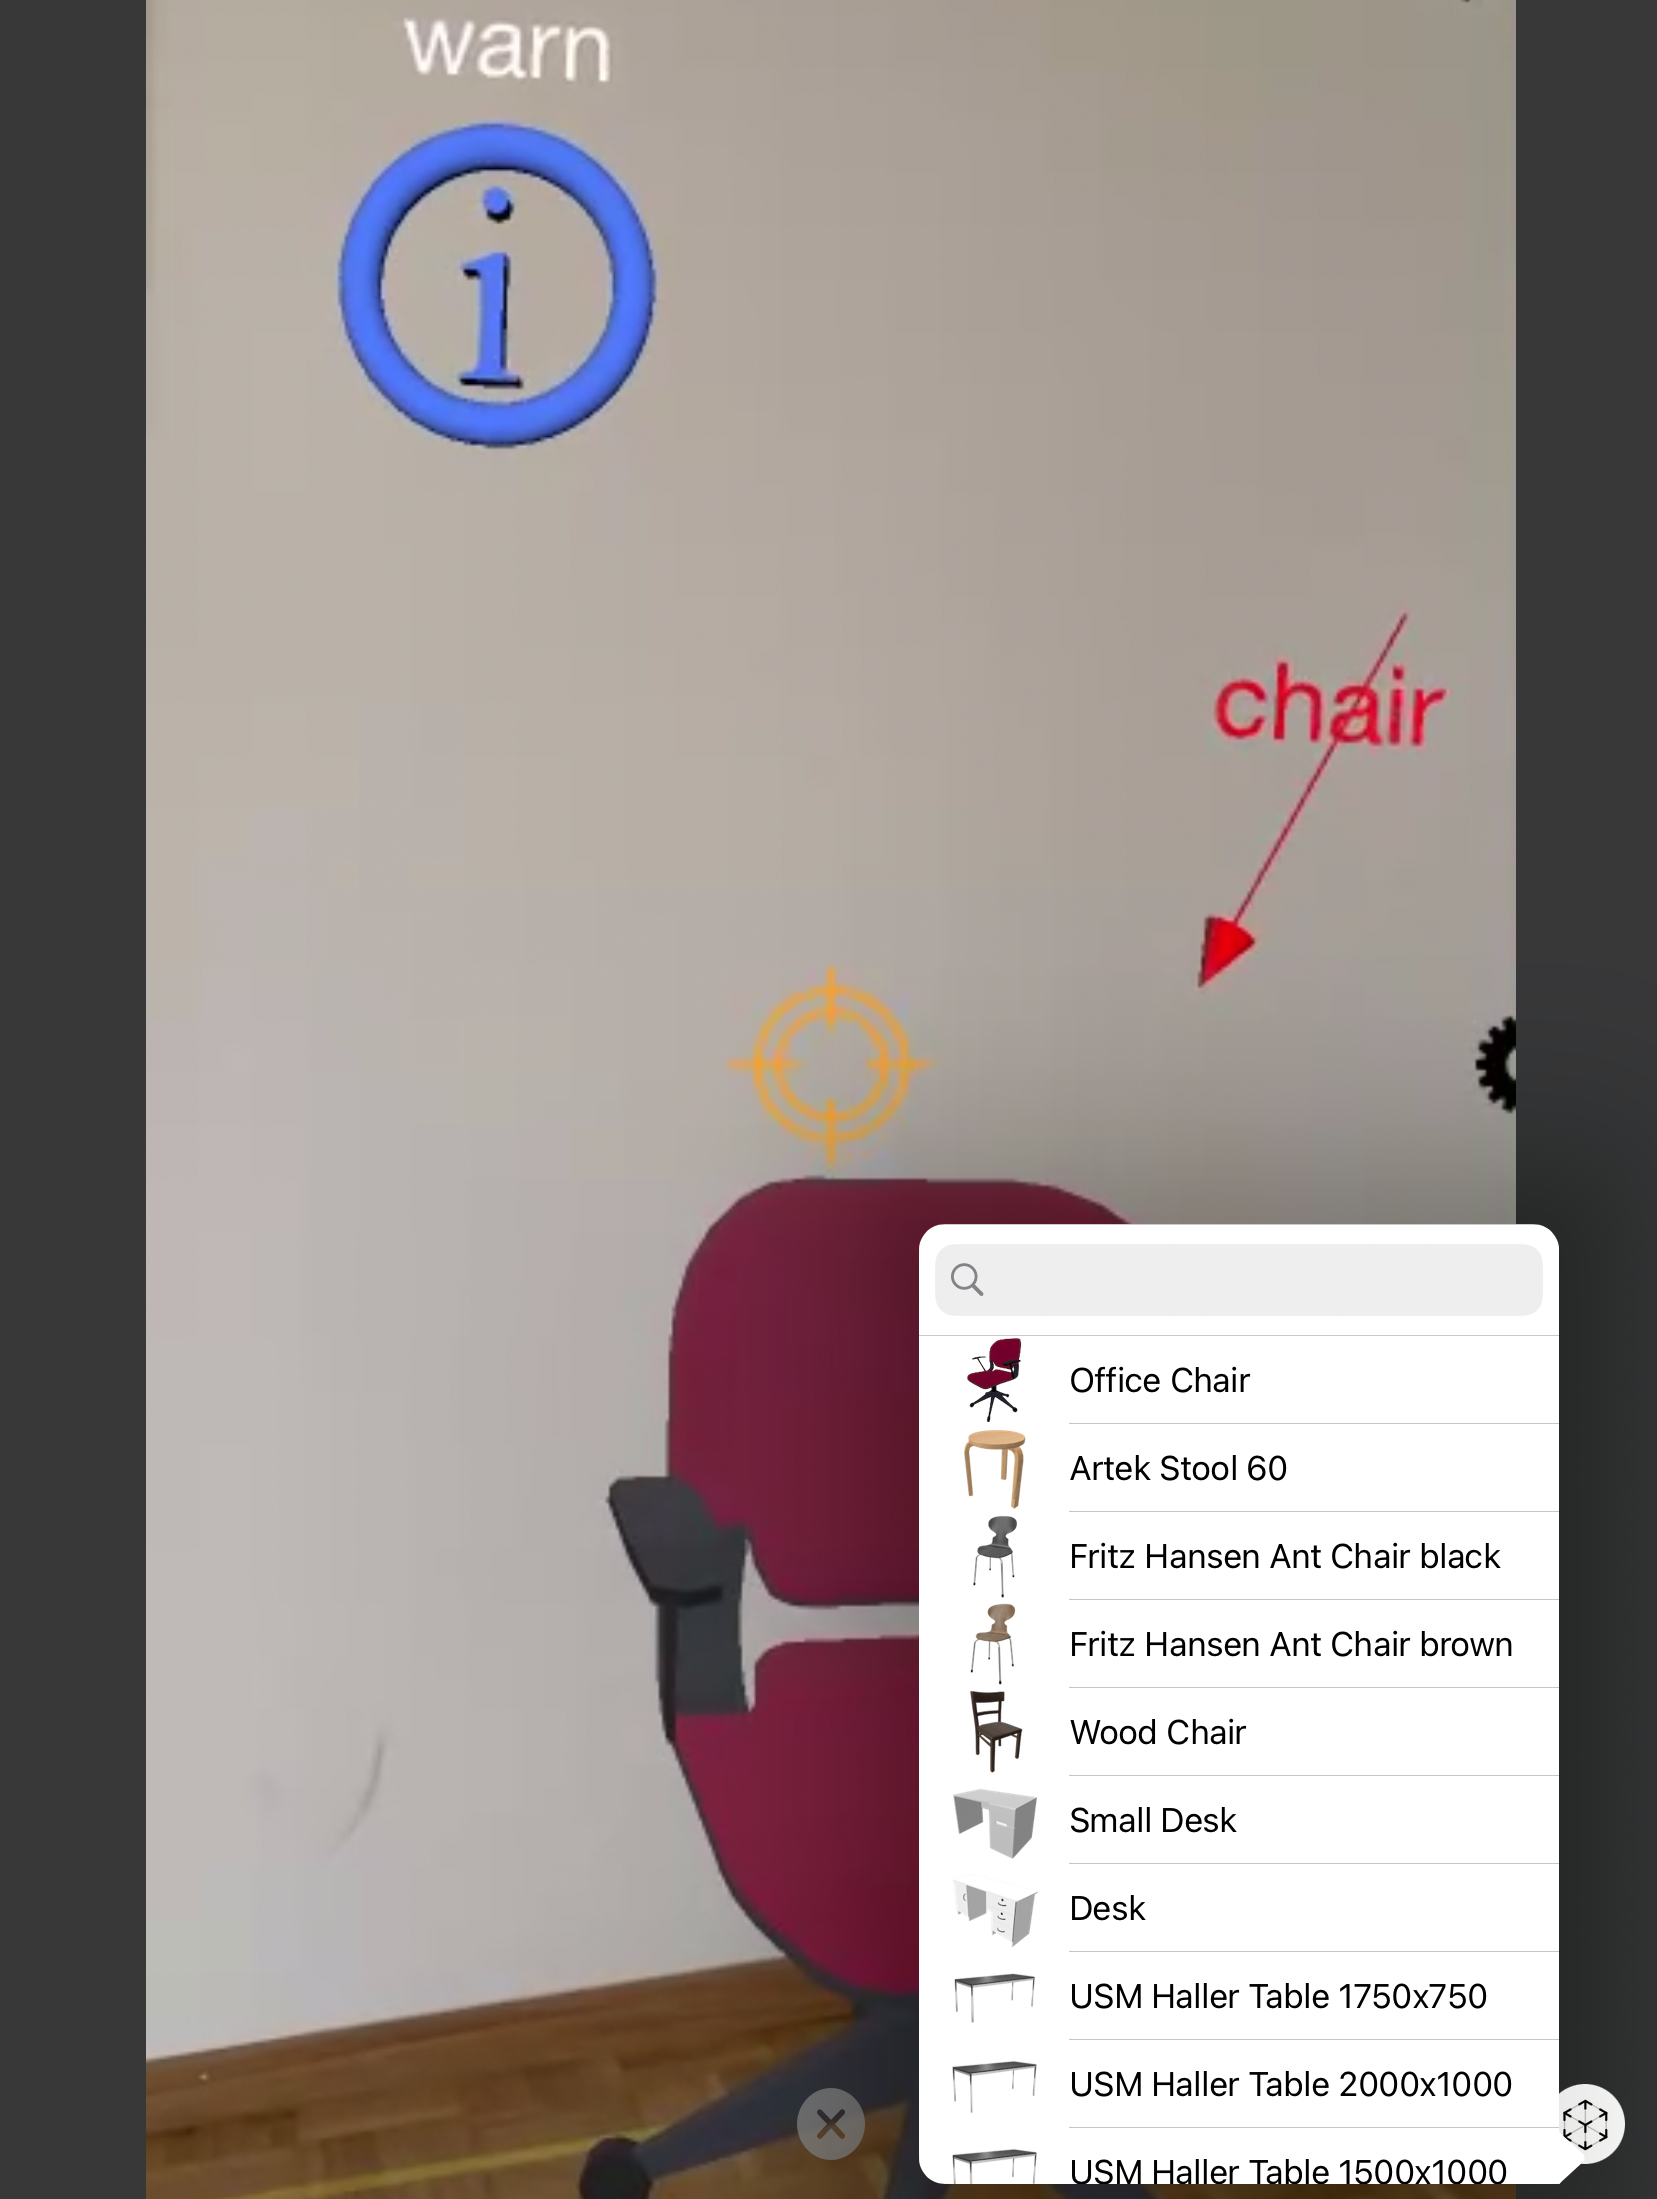 warn
i
chair
Office Chair
Artek Stool 60
Fritz Hansen Ant Chair black
Fritz Hansen Ant Chair brown
Wood Chair
Small Desk
Desk
USM Haller Table 1750x750
USM Haller Table 2000x1000
USM Haller Table 1500x1000